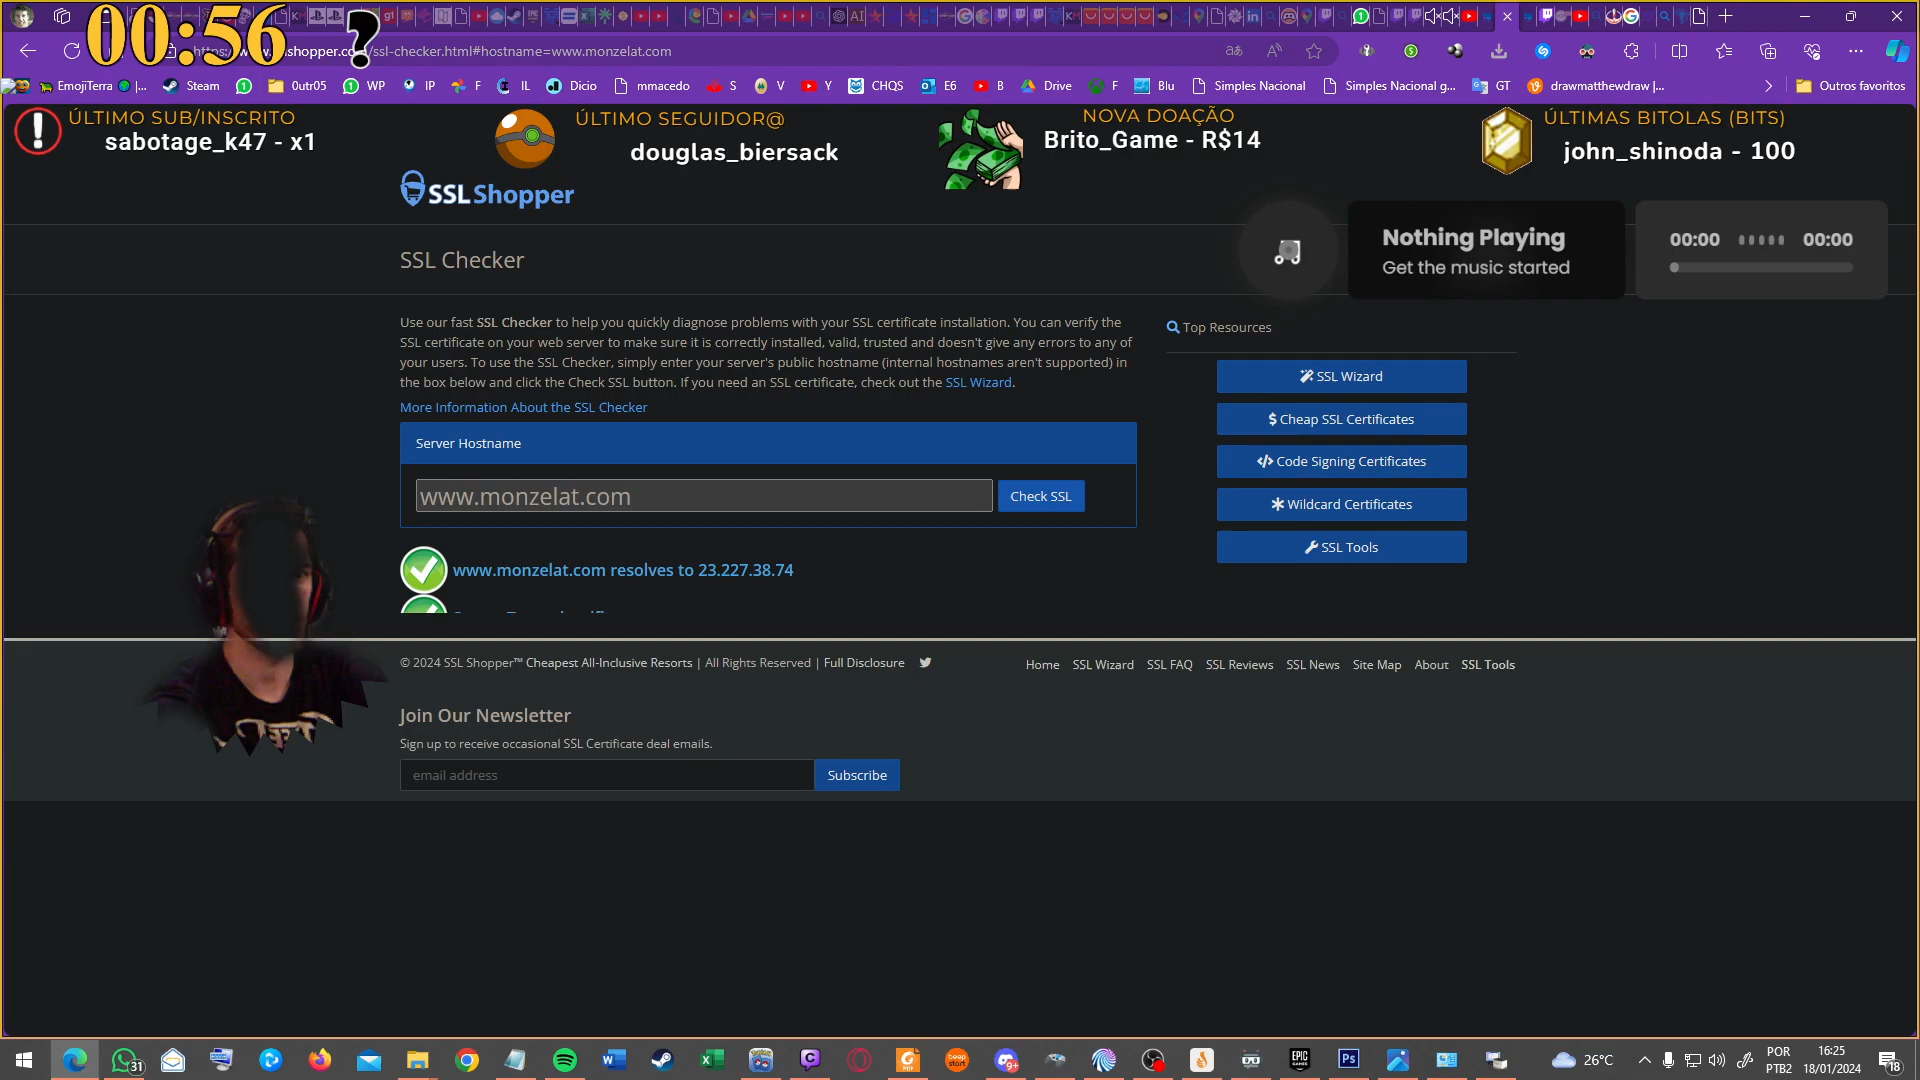 00:56 ?
shopper.com/ssl-checker.html#hostname=www.monzelat.com
EmojiTerra |... Steam 0utr05 WP IP F IL Dicio mmacedo S V Y CHQS E6 B Drive F Blu Simples Nacional Simples Nacional g... GT drawmatthewdraw |... Outros favoritos
ÚLTIMO SUB/INSCRITO
sabotage_k47 - x1
ÚLTIMO SEGUIDOR@
douglas_biersack
NOVA DOAÇÃO
Brito_Game - R$14
ÚLTIMAS BITOLAS (BITS)
john_shinoda - 100
SSLShopper
Nothing Playing
Get the music started
00:00 00:00
SSL Checker
Use our fast SSL Checker to help you quickly diagnose problems with your SSL certificate installation. You can verify the
SSL certificate on your web server to make sure it is correctly installed, valid, trusted and doesn't give any errors to any of
your users. To use the SSL Checker, simply enter your server's public hostname (internal hostnames aren't supported) in
the box below and click the Check SSL button. If you need an SSL certificate, check out the SSL Wizard.
More Information About the SSL Checker
Server Hostname
www.monzelat.com Check SSL
www.monzelat.com resolves to 23.227.38.74
Top Resources
SSL Wizard
$ Cheap SSL Certificates
</> Code Signing Certificates
Wildcard Certificates
SSL Tools
© 2024 SSL Shopper™ Cheapest All-Inclusive Resorts | All Rights Reserved | Full Disclosure
Home SSL Wizard SSL FAQ SSL Reviews SSL News Site Map About SSL Tools
Join Our Newsletter
Sign up to receive occasional SSL Certificate deal emails.
email address Subscribe
31
9+
26°C
POR
PTB2
16:25
18/01/2024
18